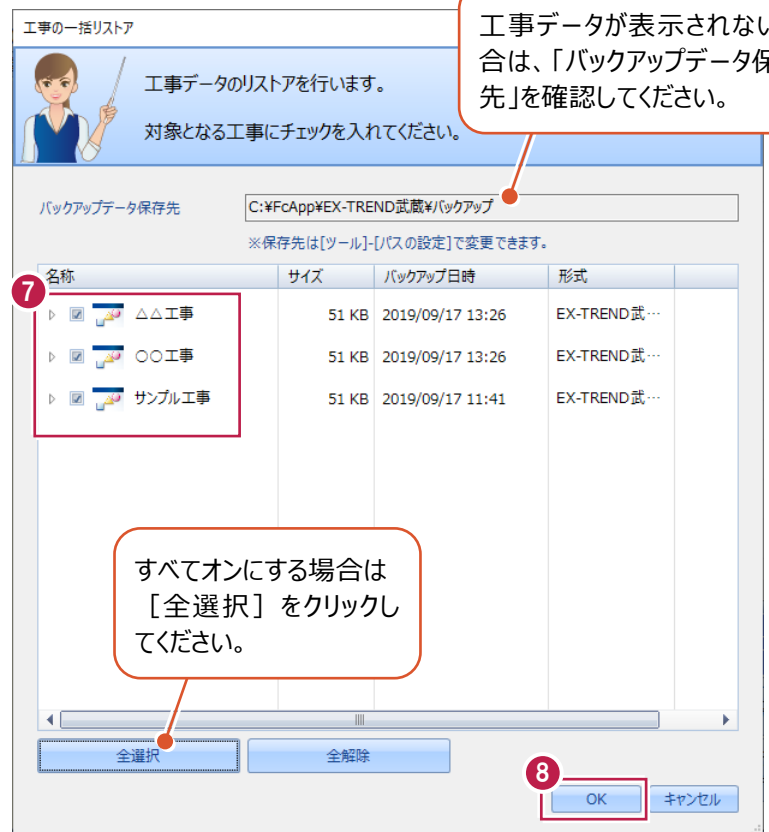 工事の一括リストア
工事データが表示されない
合は、「バックアップデータ保
先」を確認してください。
工事データのリストアを行います。
対象となる工事にチェックを入れてください。
バックアップデータ保存先 C:¥FcApp¥EX-TREND武蔵¥バックアップ
※保存先は[ツール]-[パスの設定]で変更できます。
名称 サイズ バックアップ日時 形式
7
△△工事 51 KB 2019/09/17 13:26 EX-TREND武…
○○工事 51 KB 2019/09/17 13:26 EX-TREND武…
サンプル工事 51 KB 2019/09/17 11:41 EX-TREND武…
すべてオンにする場合は
［全選択］をクリックし
てください。
全選択 全解除
8
OK キャンセル